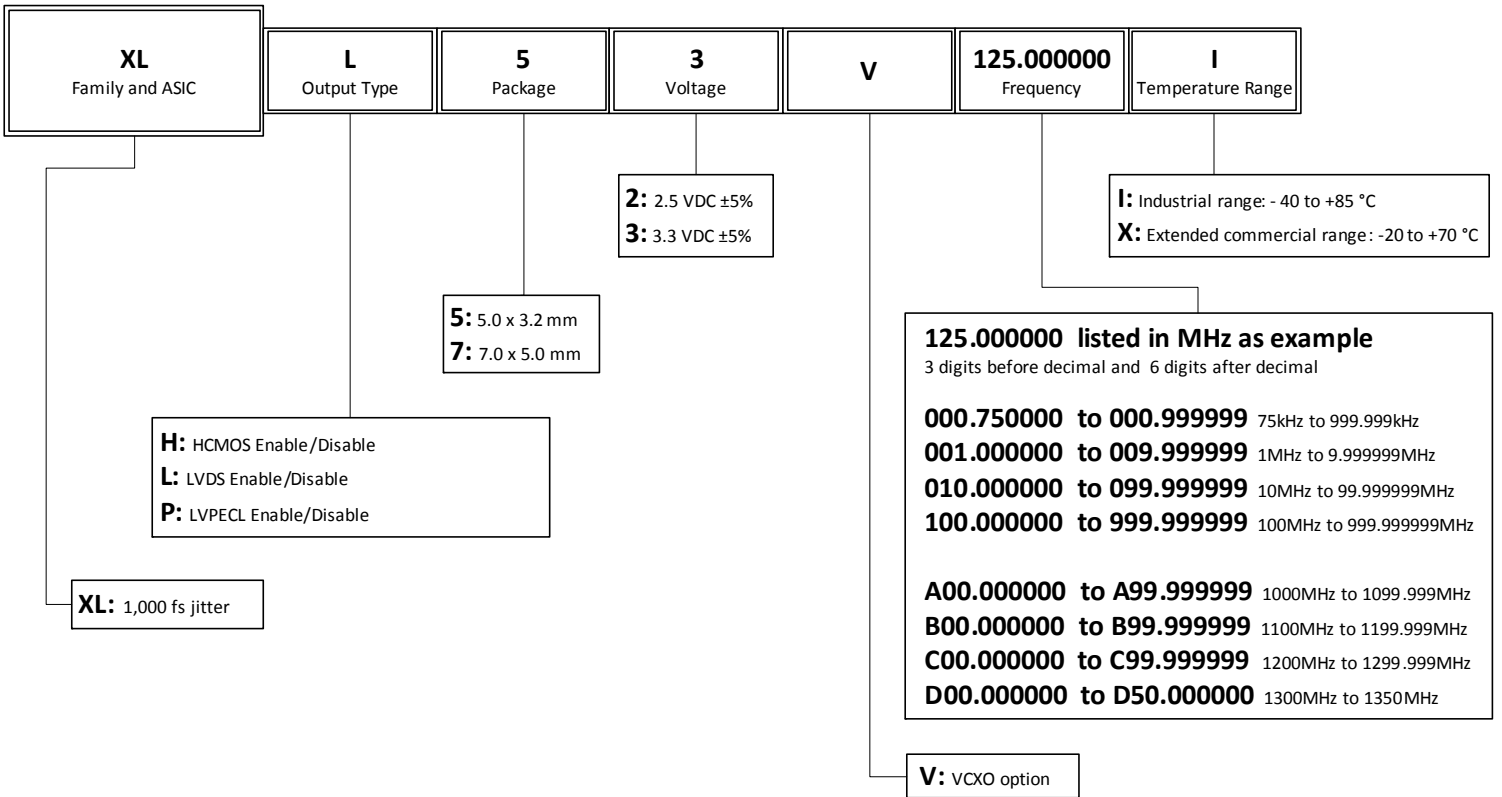 XL
Family and ASIC
L
Output Type
5
Package
3
Voltage
V
125.000000
Frequency
I
Temperature Range
2: 2.5 VDC ±5%
3: 3.3 VDC ±5%
I: Industrial range: - 40 to +85 °C
X: Extended commercial range: -20 to +70 °C
5: 5.0 x 3.2 mm
7: 7.0 x 5.0 mm
125.000000 listed in MHz as example
3 digits before decimal and 6 digits after decimal
000.750000 to 000.999999 75kHz to 999.999kHz
001.000000 to 009.999999 1MHz to 9.999999MHz
010.000000 to 099.999999 10MHz to 99.999999MHz
100.000000 to 999.999999 100MHz to 999.999999MHz
A00.000000 to A99.999999 1000MHz to 1099.999MHz
B00.000000 to B99.999999 1100MHz to 1199.999MHz
C00.000000 to C99.999999 1200MHz to 1299.999MHz
D00.000000 to D50.000000 1300MHz to 1350MHz
H: HCMOS Enable/Disable
L: LVDS Enable/Disable
P: LVPECL Enable/Disable
XL: 1,000 fs jitter
V: VCXO option